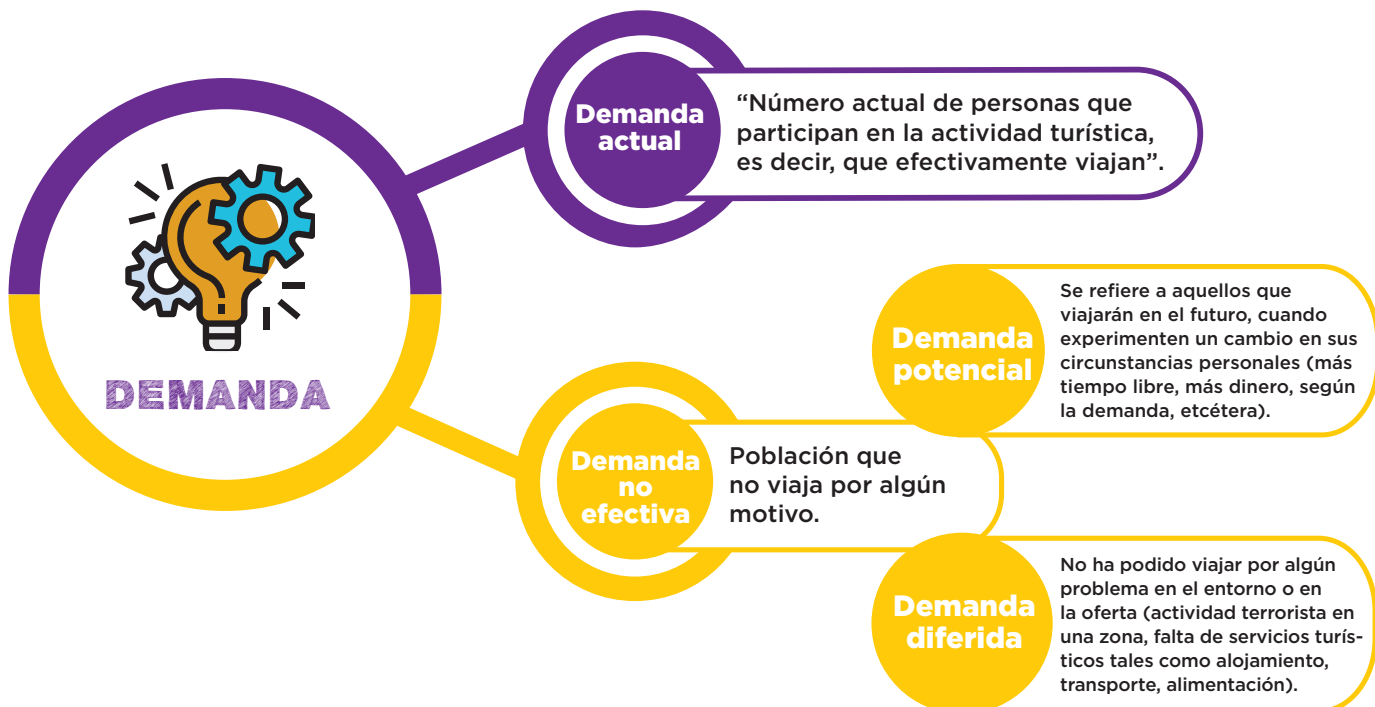 DEMANDA
Demanda
actual
“Número actual de personas que
participan en la actividad turística,
es decir, que efectivamente viajan”.
Demanda
no
efectiva
Población que
no viaja por algún
motivo.
Demanda
potencial
Se refiere a aquellos que
viajarán en el futuro, cuando
experimenten un cambio en sus
circunstancias personales (más
tiempo libre, más dinero, según
la demanda, etcétera).
Demanda
diferida
No ha podido viajar por algún
problema en el entorno o en
la oferta (actividad terrorista en
una zona, falta de servicios turís-
ticos tales como alojamiento,
transporte, alimentación).